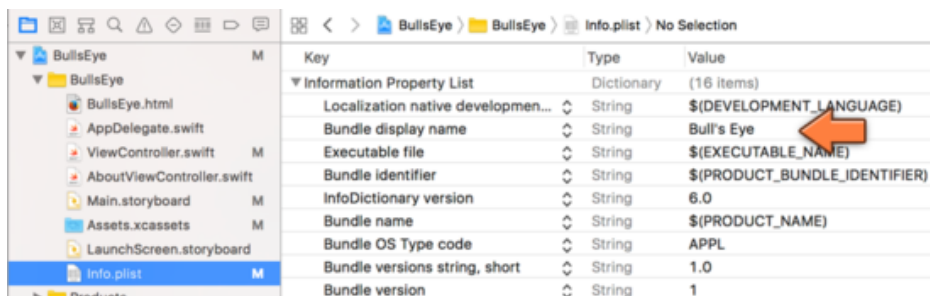 BullsEye BullsEye Info.plist No Selection
BullsEye M
BullsEye
BullsEye.html
AppDelegate.swift
ViewController.swift M
AboutViewController.swift
Main.storyboard M
Assets.xcassets M
LaunchScreen.storyboard
Info.plist M
Products
Key Type Value
Information Property List Dictionary (16 items)
Localization native developmen... String $(DEVELOPMENT_LANGUAGE)
Bundle display name String Bull's Eye
Executable file String $(EXECUTABLE_NAME)
Bundle identifier String $(PRODUCT_BUNDLE_IDENTIFIER)
InfoDictionary version String 6.0
Bundle name String $(PRODUCT_NAME)
Bundle OS Type code String APPL
Bundle versions string, short String 1.0
Bundle version String 1